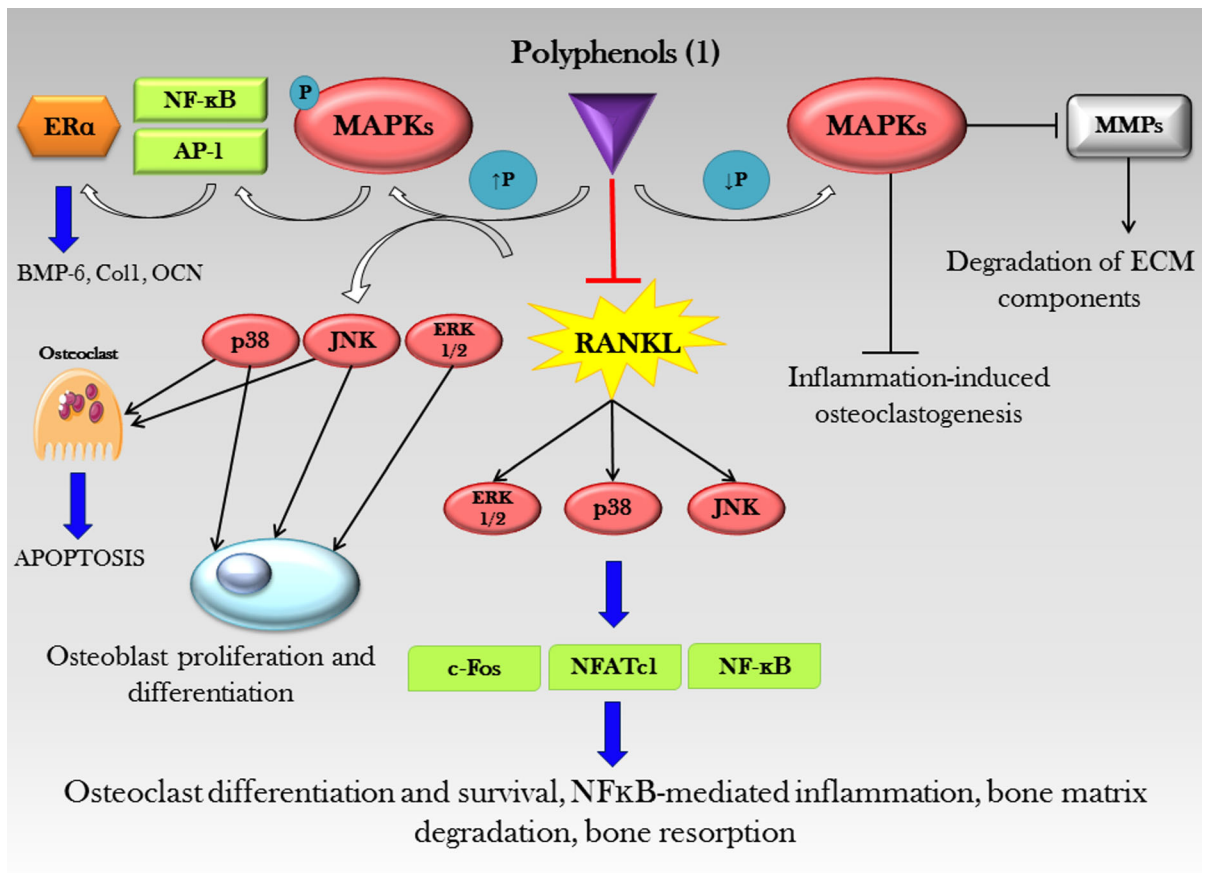 Polyphenols (1)
ERα
NF-κB
AP-1
P
MAPKs
↑P
↓P
MAPKs
MMPs
BMP-6, Col1, OCN
Degradation of ECM
components
p38
JNK
ERK
1/2
RANKL
Osteoclast
Inflammation-induced
osteoclastogenesis
ERK
1/2
p38
JNK
APOPTOSIS
Osteoblast proliferation and
differentiation
c-Fos
NFATc1
NF-κB
Osteoclast differentiation and survival, NFκB-mediated inflammation, bone matrix
degradation, bone resorption